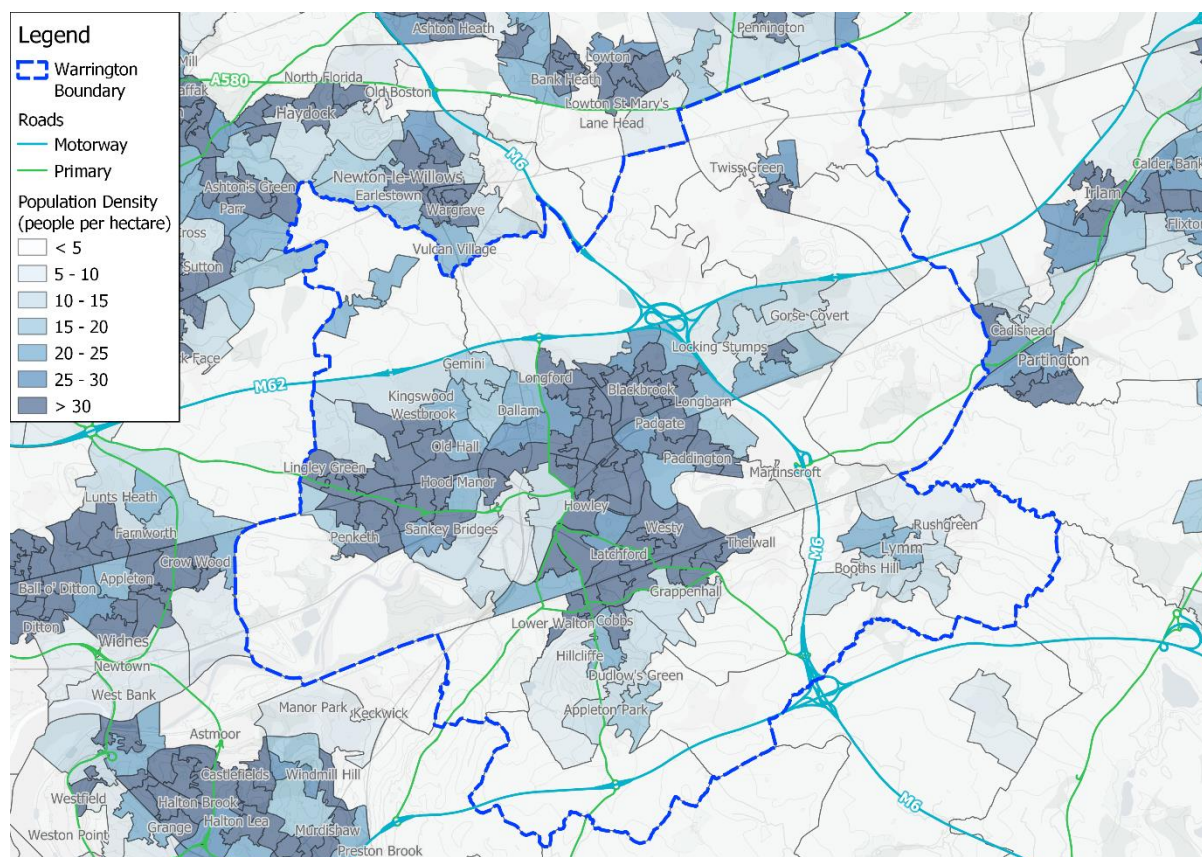 Legend
Warrington
Boundary
Roads
Motorway
Primary
Population Density
(people per hectare)
< 5
5 - 10
10 - 15
15 - 20
20 - 25
25 - 30
> 30
Ashton Heath
Pennington
Mill
Lowton
A580
North Florida
Bank Heath
affak
Old Boston
Lowton St Mary's
Haydock
Lane Head
M6
Twiss Green
Calder Bank
Newton-le-Willows
Ashton's Green
Earlestown
Irlam
Parr
Wargrave
Flixto
ross
Vulcan Village
Sutton
Gorse Covert
Cadishead
Locking Stumps
k Face
Partington
Gemini
M62
Longford
Blackbrook
Kingswood
Longbarn
Westbrook
Dallam
Padgate
Old Hall
Paddington
Lingley Green
Martinscroft
Hood Manor
Lunts Heath
Howley
Rushgreen
Farnworth
Sankey Bridges
Westy
Penketh
Thelwall
Lymm
M6
Latchford
Crow Wood
Booths Hill
Appleton
Ball o' Ditton
Grappenhall
Lower Walton
Cobbs
Ditton
Widnes
Hillcliffe
Newtown
Dudlow's Green
West Bank
Manor Park
Appleton Park
Keckwick
Astmoor
Castlefields
Windmill Hill
Westfield
Halton Brook
M6
Grange
Halton Lea
Murdishaw
Weston Point
Preston Brook